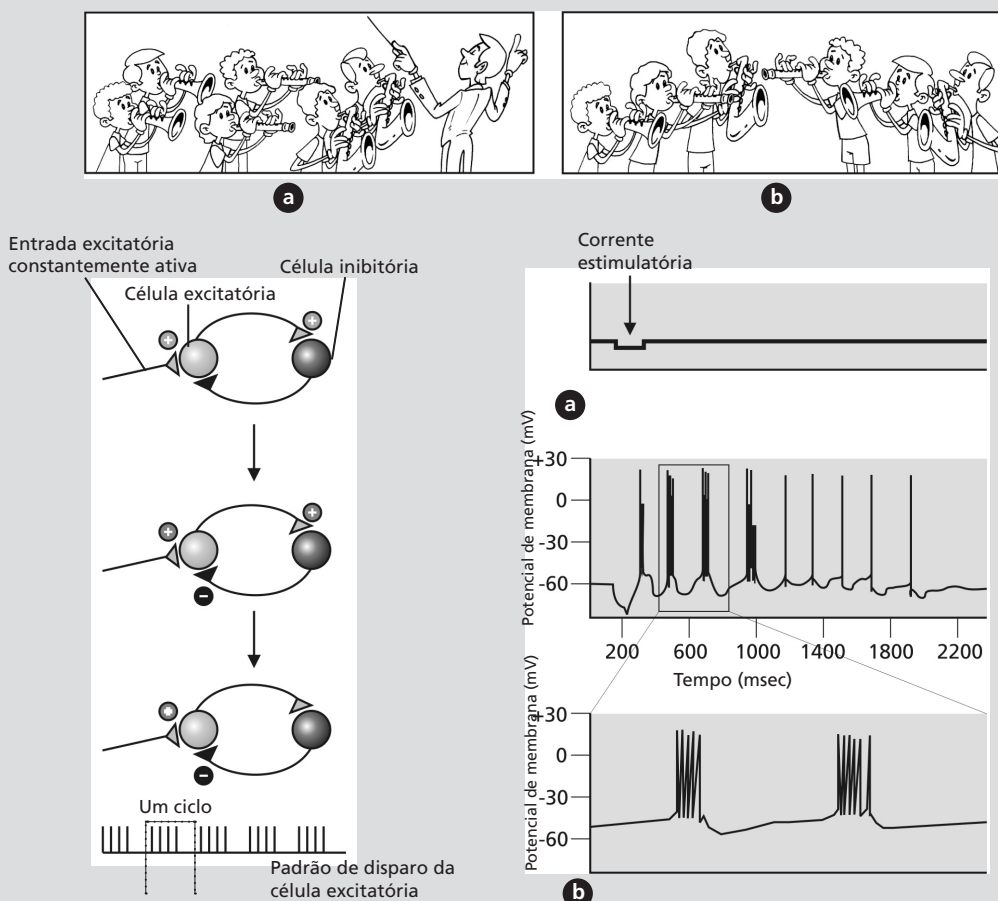 a
b
Entrada excitatória
constantemente ativa
Célula inibitória
Célula excitatória
+
+
+
+
−
+
−
Um ciclo
Padrão de disparo da
célula excitatória
Corrente
estimulatória
a
Potencial de membrana (mV)
+30
0
-30
-60
200 600 1000 1400 1800 2200
Tempo (msec)
Potencial de membrana (mV)
+30
0
-30
-60
b